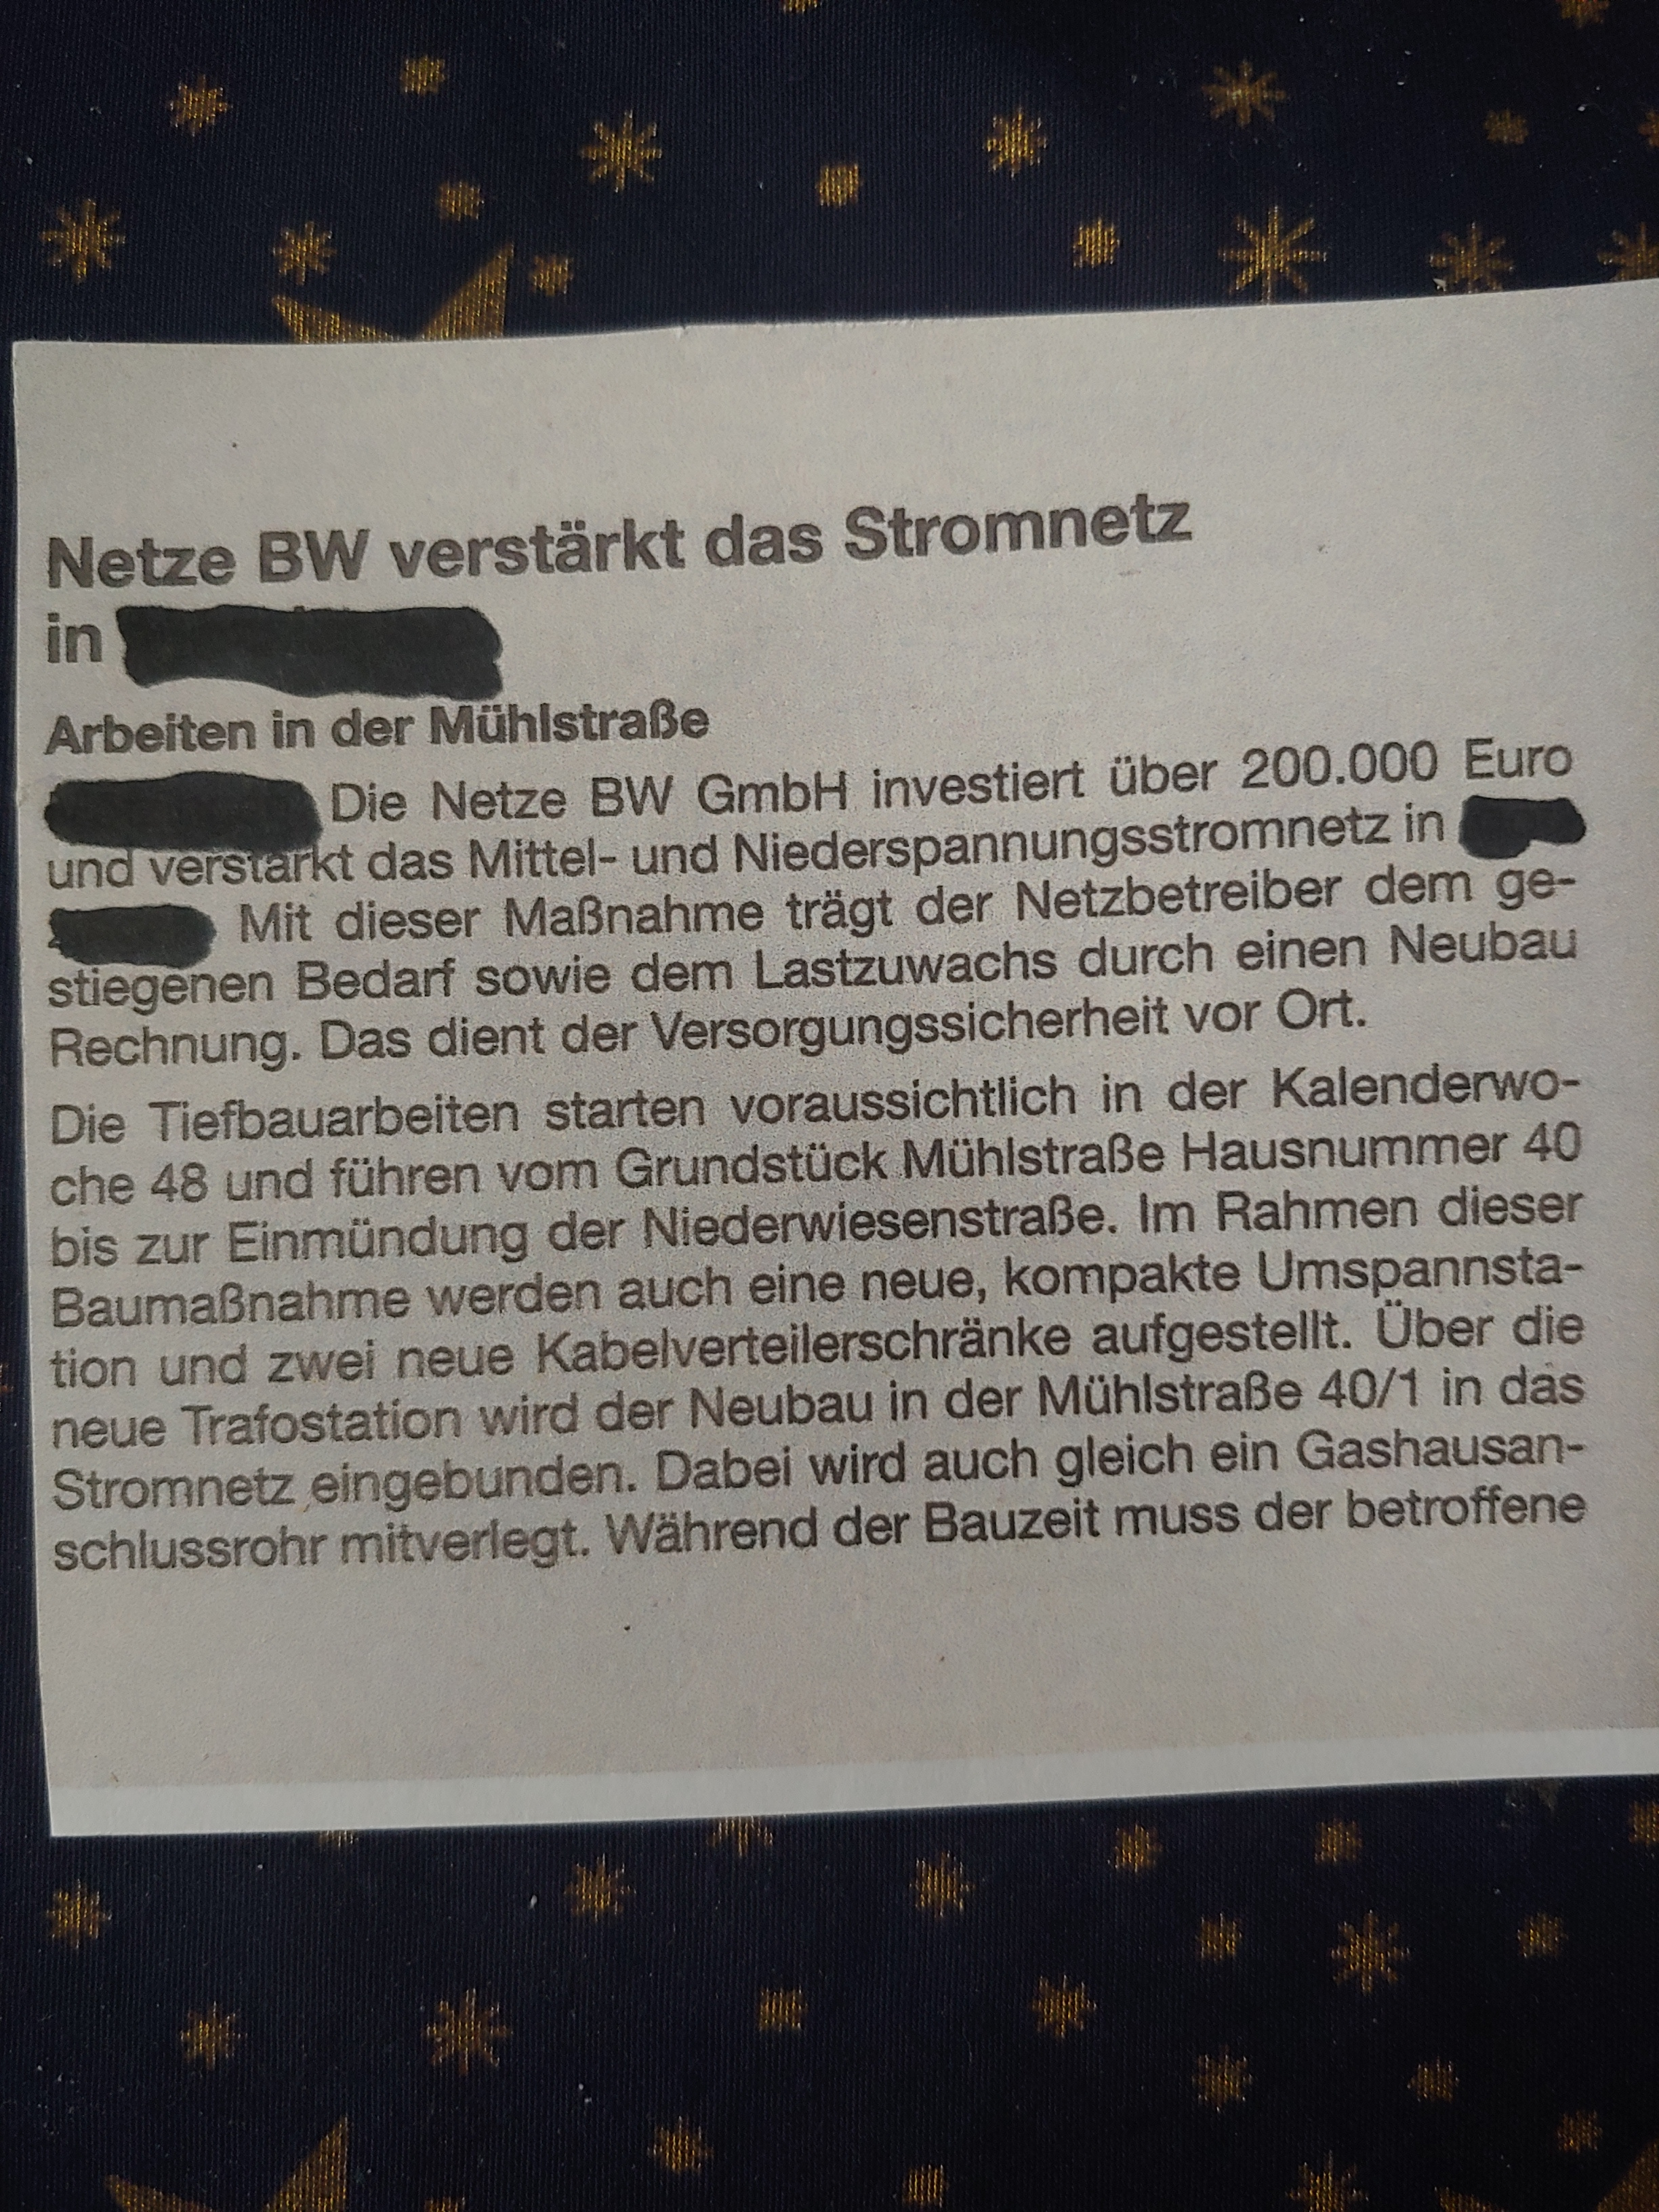 Netze BW verstärkt das Stromnetz
in
Arbeiten in der Mühlstraße
Die Netze BW GmbH investiert über 200.000 Euro
und verstärkt das Mittel- und Niederspannungsstromnetz in
Mit dieser Maßnahme trägt der Netzbetreiber dem ge-
stiegenen Bedarf sowie dem Lastzuwachs durch einen Neubau
Rechnung. Das dient der Versorgungssicherheit vor Ort.
Die Tiefbauarbeiten starten voraussichtlich in der Kalenderwo-
che 48 und führen vom Grundstück Mühlstraße Hausnummer 40
bis zur Einmündung der Niederwiesenstraße. Im Rahmen dieser
Baumaßnahme werden auch eine neue, kompakte Umspannsta-
tion und zwei neue Kabelverteilerschränke aufgestellt. Über die
neue Trafostation wird der Neubau in der Mühlstraße 40/1 in das
Stromnetz eingebunden. Dabei wird auch gleich ein Gashausan-
schlussrohr mitverlegt. Während der Bauzeit muss der betroffene